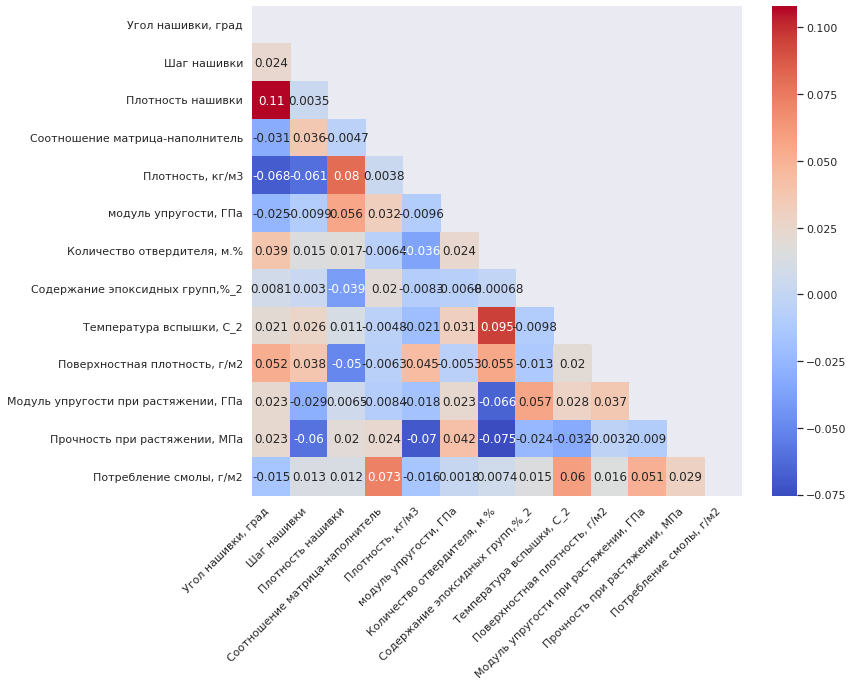 Угол нашивки, град
0.100
Шаг нашивки 0.024
0.075
Плотность нашивки 0.11 0.0035
Соотношение матрица-наполнитель -0.031 0.036 -0.0047
0.050
Плотность, кг/м3 -0.068 -0.061 0.08 0.0038
модуль упругости, ГПа -0.025 -0.0099 0.056 0.032 -0.0096
0.025
Количество отвердителя, м.% 0.039 0.015 0.017 -0.0064 -0.036 0.024
Содержание эпоксидных групп,%_2 0.0081 0.003 -0.039 0.02 -0.0083 -0.0068 -0.00068
0.000
Температура вспышки, С_2 0.021 0.026 0.011 -0.0048 -0.021 0.031 0.095 -0.0098
Поверхностная плотность, г/м2 0.052 0.038 -0.05 -0.0063 0.045 -0.0053 0.055 -0.013 0.02
−0.025
Модуль упругости при растяжении, ГПа 0.023 -0.029 0.0065 -0.0084 -0.018 0.023 -0.066 0.057 0.028 0.037
−0.050
Прочность при растяжении, МПа 0.023 -0.06 0.02 0.024 -0.07 0.042 -0.075 -0.024 -0.032 -0.0032 -0.009
Потребление смолы, г/м2 -0.015 0.013 0.012 0.073 -0.016 0.0018 0.0074 0.015 0.06 0.016 0.051 0.029
−0.075
Угол нашивки, град
Шаг нашивки
Плотность нашивки
Соотношение матрица-наполнитель
Плотность, кг/м3
модуль упругости, ГПа
Количество отвердителя, м.%
Содержание эпоксидных групп,%_2
Температура вспышки, С_2
Поверхностная плотность, г/м2
Модуль упругости при растяжении, ГПа
Прочность при растяжении, МПа
Потребление смолы, г/м2